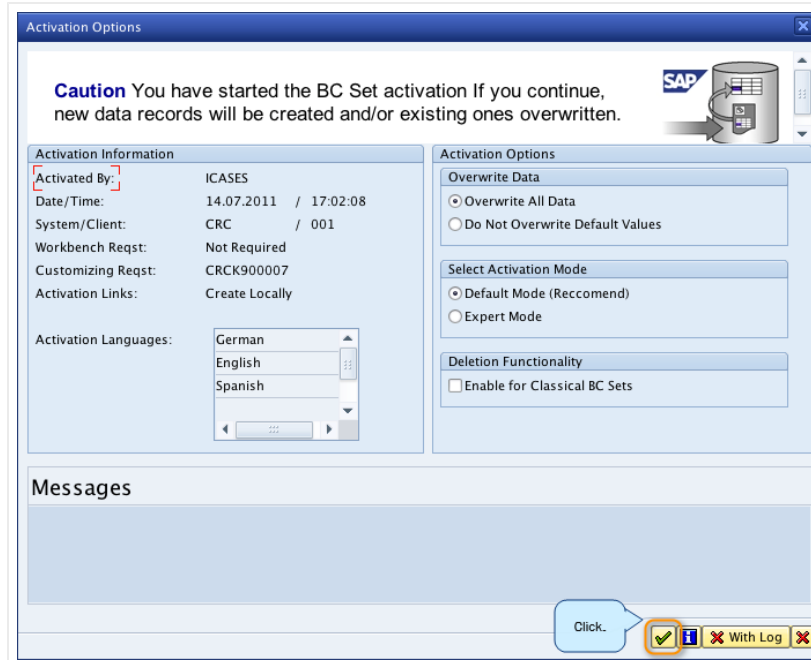 Activation Options
Caution You have started the BC Set activation If you continue,
new data records will be created and/or existing ones overwritten.
SAP
Activation Information
Activated By: ICASES
Date/Time: 14.07.2011 / 17:02:08
System/Client: CRC / 001
Workbench Reqst: Not Required
Customizing Reqst: CRCK900007
Activation Links: Create Locally
Activation Languages: German
English
Spanish
Activation Options
Overwrite Data
Overwrite All Data
Do Not Overwrite Default Values
Select Activation Mode
Default Mode (Reccomend)
Expert Mode
Deletion Functionality
Enable for Classical BC Sets
Messages
Click.
With Log